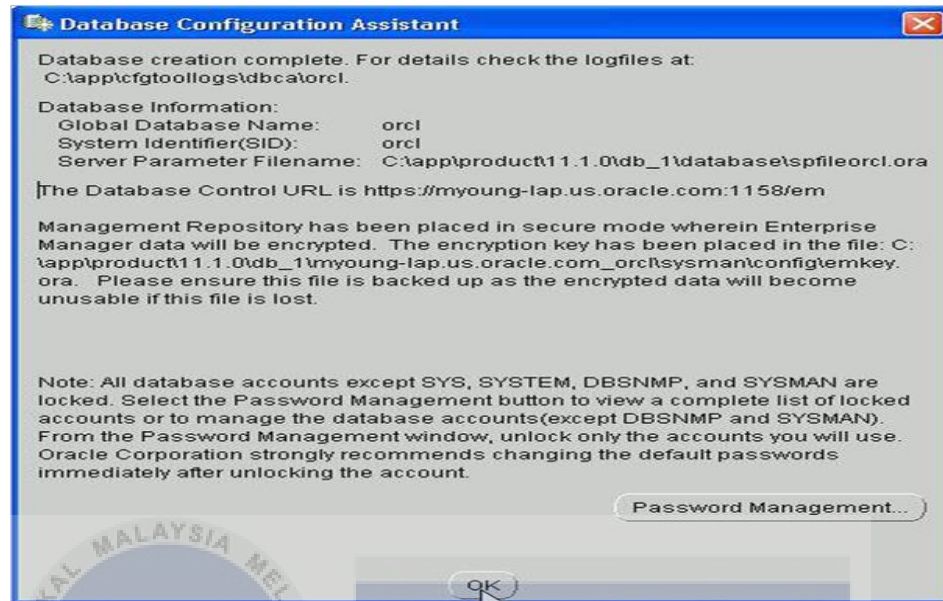 Database Configuration Assistant
Database creation complete. For details check the logfiles at:
C:\app\cfgtoollogs\dbca\orcl.
Database Information:
Global Database Name: orcl
System Identifier(SID): orcl
Server Parameter Filename: C:\app\product\11.1.0\db_1\database\spfileorcl.ora
The Database Control URL is https://myoung-lap.us.oracle.com:1158/em
Management Repository has been placed in secure mode wherein Enterprise
Manager data will be encrypted. The encryption key has been placed in the file: C:
\app\product\11.1.0\db_1\myoung-lap.us.oracle.com_orcl\sysman\config\emkey.
ora. Please ensure this file is backed up as the encrypted data will become
unusable if this file is lost.
Note: All database accounts except SYS, SYSTEM, DBSNMP, and SYSMAN are
locked. Select the Password Management button to view a complete list of locked
accounts or to manage the database accounts(except DBSNMP and SYSMAN).
From the Password Management window, unlock only the accounts you will use.
Oracle Corporation strongly recommends changing the default passwords
immediately after unlocking the account.
Password Management...
MALAYSIA
OK